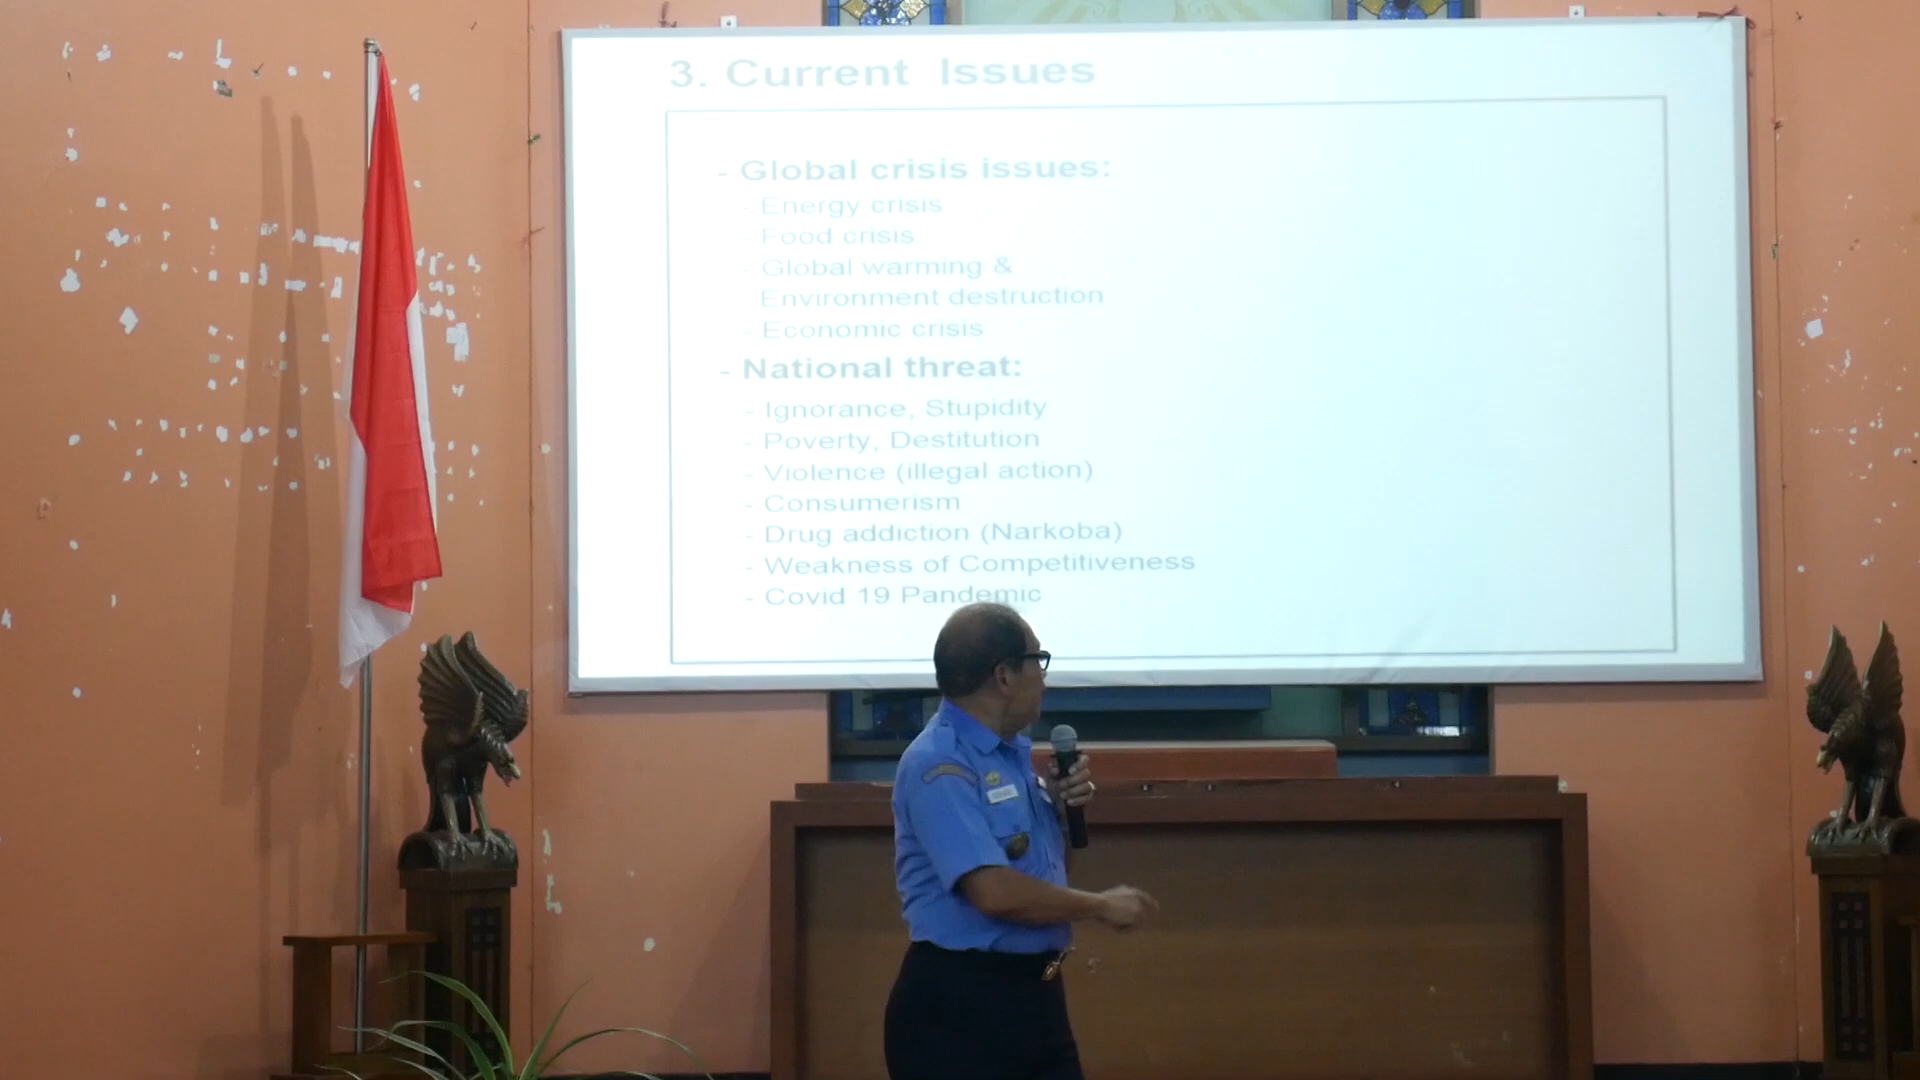 3. Current Issues
- Global crisis issues:
- Energy crisis
- Food crisis
- Global warming &
Environment destruction
- Economic crisis
- National threat:
- Ignorance, Stupidity
- Poverty, Destitution
- Violence (illegal action)
- Consumerism
- Drug addiction (Narkoba)
- Weakness of Competitiveness
- Covid 19 Pandemic